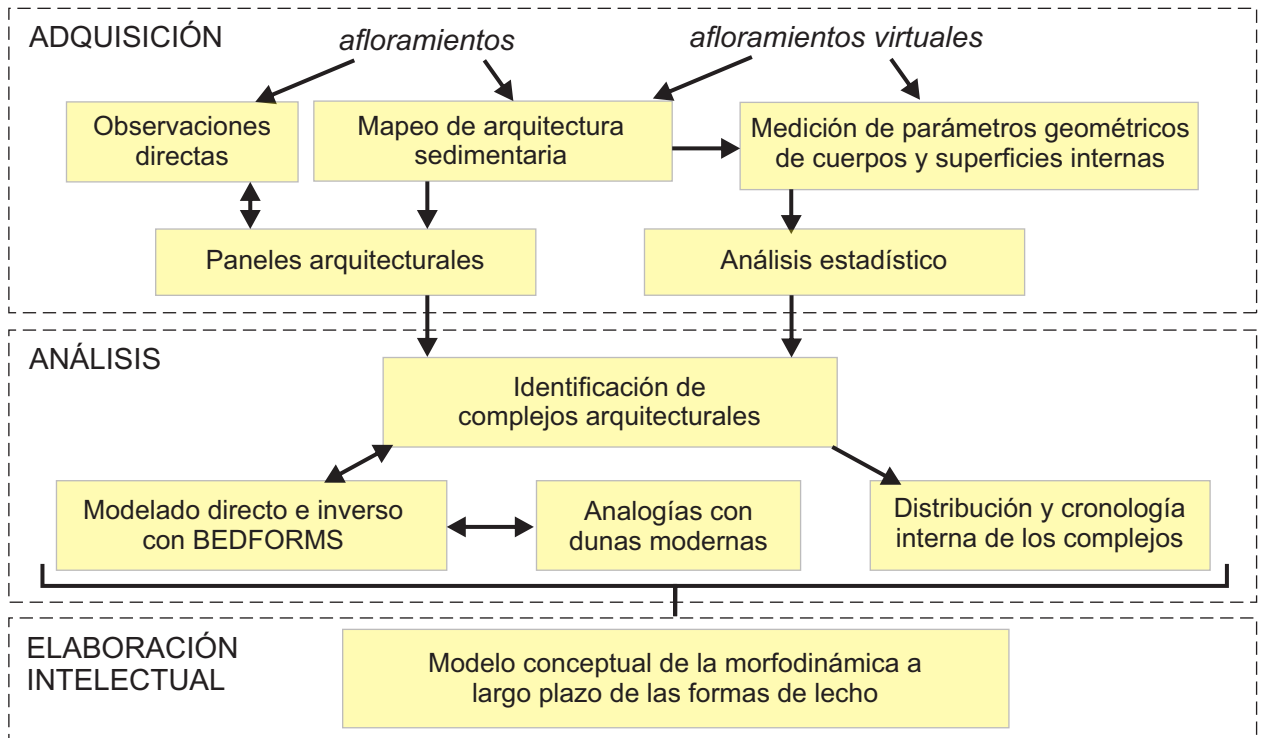 ADQUISICIÓN
afloramientos
afloramientos virtuales
Observaciones
directas
Mapeo de arquitectura
sedimentaria
Medición de parámetros geométricos
de cuerpos y superficies internas
Paneles arquitecturales
Análisis estadístico
ANÁLISIS
Identificación de
complejos arquitecturales
Modelado directo e inverso
con BEDFORMS
Analogías con
dunas modernas
Distribución y cronología
interna de los complejos
ELABORACIÓN
INTELECTUAL
Modelo conceptual de la morfodinámica a
largo plazo de las formas de lecho